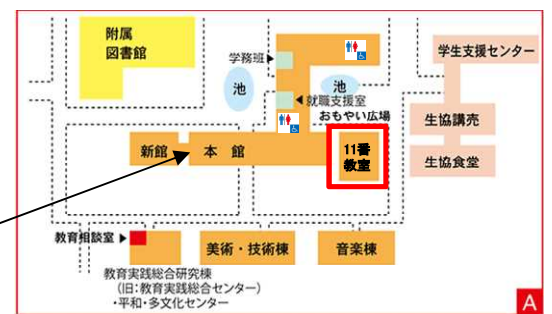 附属
図書館
学務班
学生支援センター
池
池
就職支援室
おもやい広場
生協講売
新館
本 館
11番
教室
生協食堂
教育相談室
美術・技術棟
音楽棟
教育実践総合研究棟
(旧:教育実践総合センター)
・平和・多文化センター
A